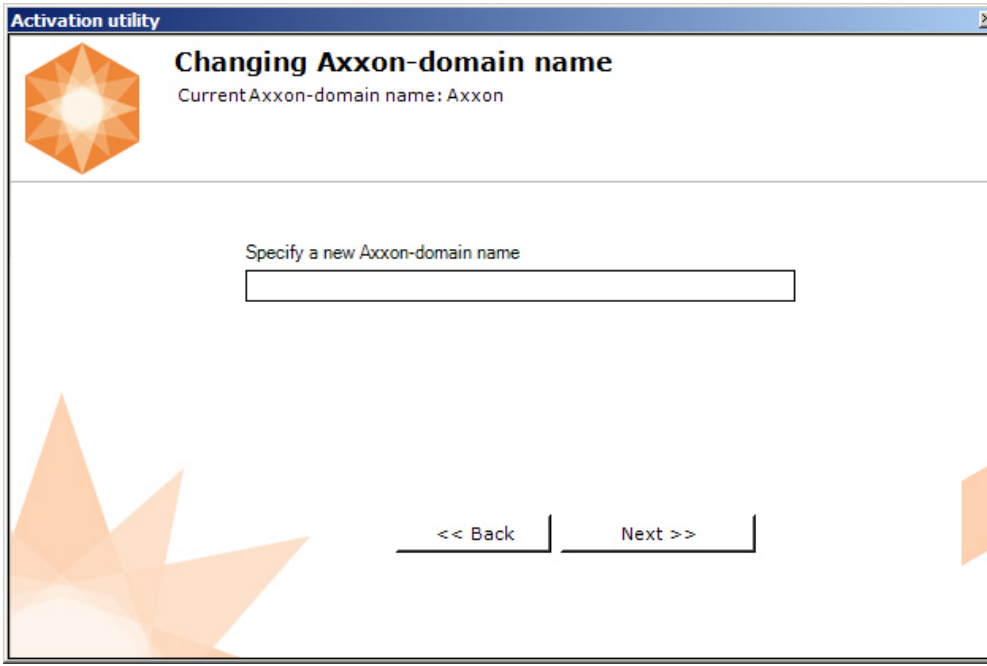 Activation utility
Changing Axxon-domain name
Current Axxon-domain name: Axxon
Specify a new Axxon-domain name
<< Back
Next >>